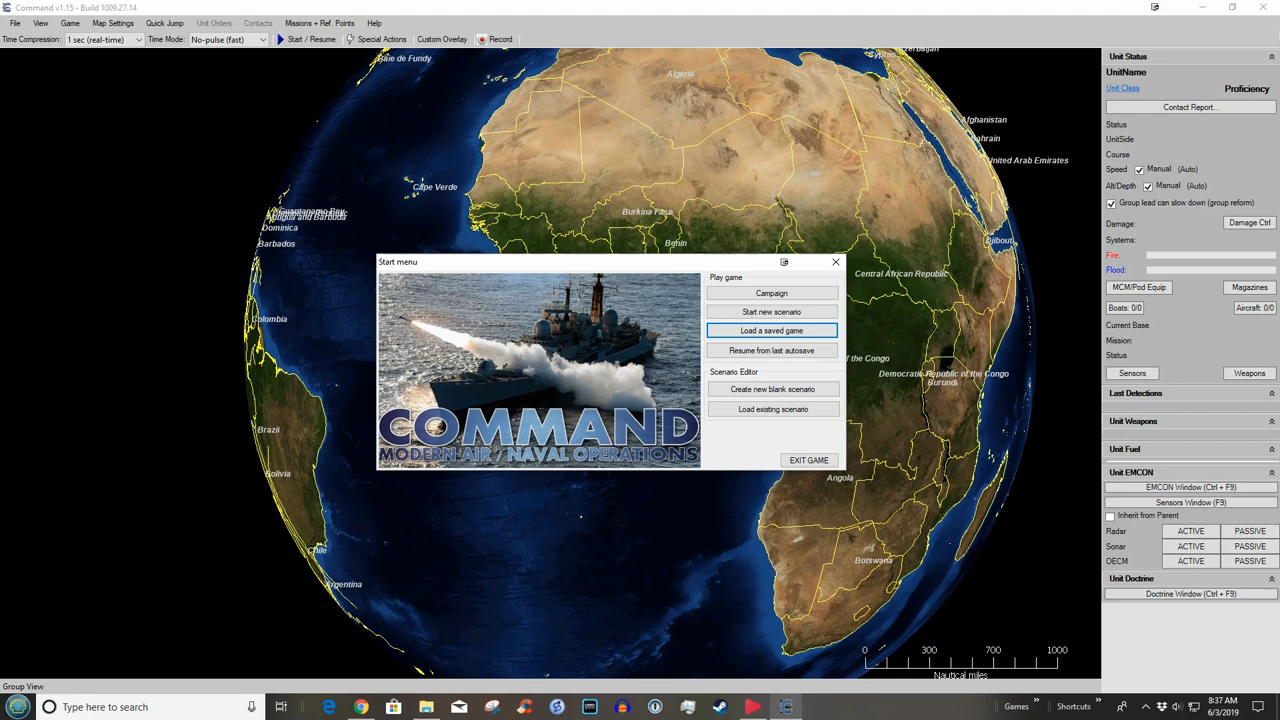 Command v1.15 - Build 1009.27.14
File View Game Map Settings Quick Jump Unit Orders Contacts Missions + Ref. Points Help
Time Compression: 1 sec (real-time) Time Mode: No-pulse (fast) Start / Resume Special Actions Custom Overlay Record
Baie de Fundy
Cyprus
Azerbaijan
Algeria
Afghanistan
Bahrain
United Arab Emirates
Cape Verde
Burkina Faso
Guantanamo Bay
Antigua and Barbuda
Dominica
Barbados
Benin
Djibouti
Central African Republic
Colombia
of the Congo
Democratic Republic of the Congo
Burundi
Brazil
Bolivia
Angola
Chile
Argentina
Botswana
0 300 700 1000
Nautical miles
Start menu
COMMAND
MODERN AIR / NAVAL OPERATIONS
Play game
Campaign
Start new scenario
Load a saved game
Resume from last autosave
Scenario Editor
Create new blank scenario
Load existing scenario
EXIT GAME
Unit Status
UnitName
Unit Class Proficiency
Contact Report...
Status
UnitSide
Course
Speed Manual (Auto)
Alt/Depth Manual (Auto)
Group lead can slow down (group reform)
Damage: Damage Ctrl
Systems:
Fire:
Flood:
MCM/Pod Equip Magazines
Boats: 0/0 Aircraft: 0/0
Current Base
Mission:
Status
Sensors Weapons
Last Detections
Unit Weapons
Unit Fuel
Unit EMCON
EMCON Window (Ctrl + F9)
Sensors Window (F9)
Inherit from Parent
Radar ACTIVE PASSIVE
Sonar ACTIVE PASSIVE
OECM ACTIVE PASSIVE
Unit Doctrine
Doctrine Window (Ctrl + F9)
Group View
Type here to search
Games
Shortcuts
8:37 AM
6/3/2019